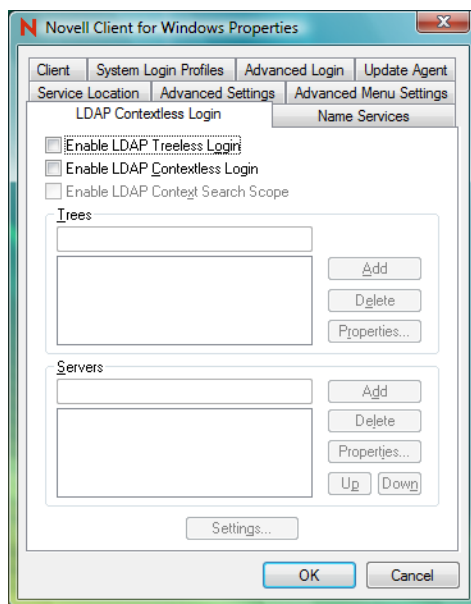 Novell Client for Windows Properties
Client System Login Profiles Advanced Login Update Agent
Service Location Advanced Settings Advanced Menu Settings
LDAP Contextless Login Name Services
Enable LDAP Treeless Login
Enable LDAP Contextless Login
Enable LDAP Context Search Scope
Trees
Add
Delete
Properties...
Servers
Add
Delete
Properties...
Up Down
Settings...
OK Cancel